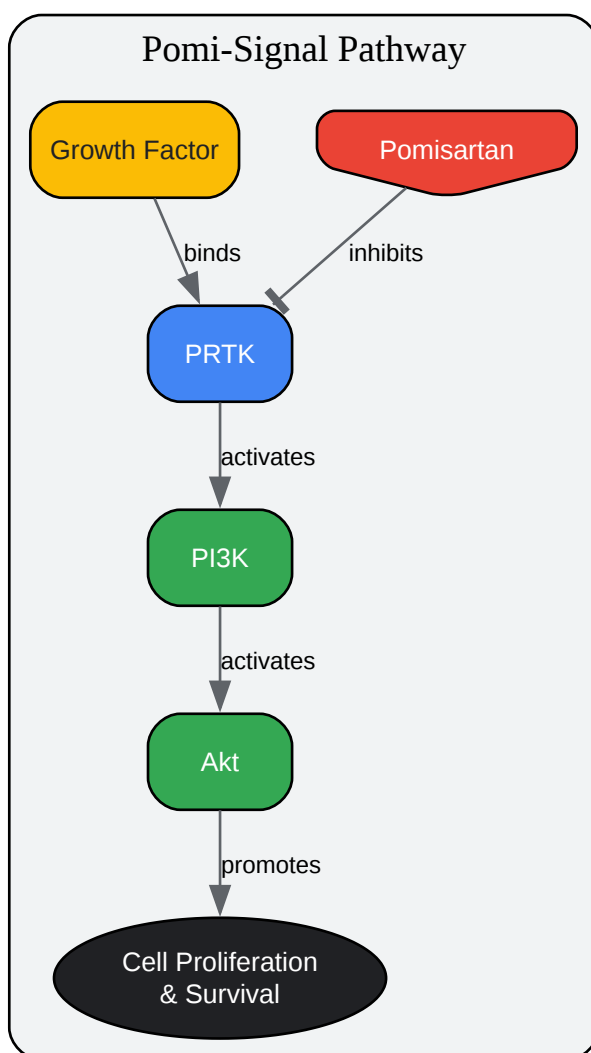 Pomi-Signal Pathway
Growth Factor
Pomisartan
binds
inhibits
PRTK
activates
PI3K
activates
Akt
promotes
Cell Proliferation
& Survival